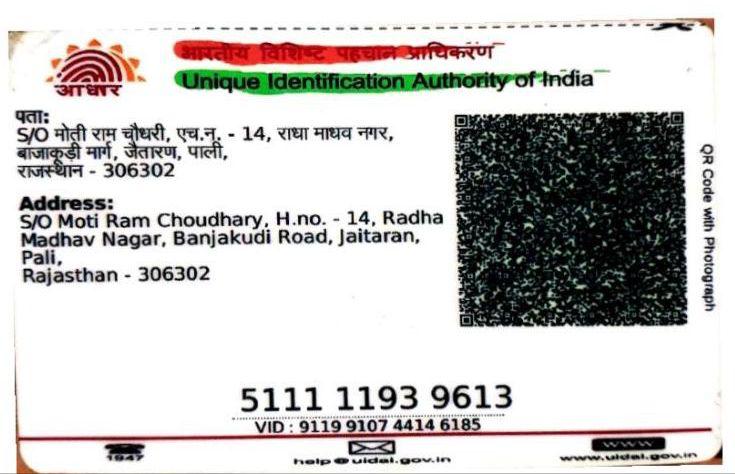 आधार
भारतीय विशिष्ट पहचान प्राधिकरण
Unique Identification Authority of India
पता:
S/O मोती राम चौधरी, एच.न. - 14, राधा माधव नगर,
बाजाकूड़ी मार्ग, जैतारण, पाली,
राजस्थान - 306302
Address:
S/O Moti Ram Choudhary, H.no. - 14, Radha
Madhav Nagar, Banjakudi Road, Jaitaran,
Pali,
Rajasthan - 306302
QR Code with Photograph
5111 1193 9613
VID : 9119 9107 4414 6185
1947
help@uidai.gov.in
www
www.uidai.gov.in